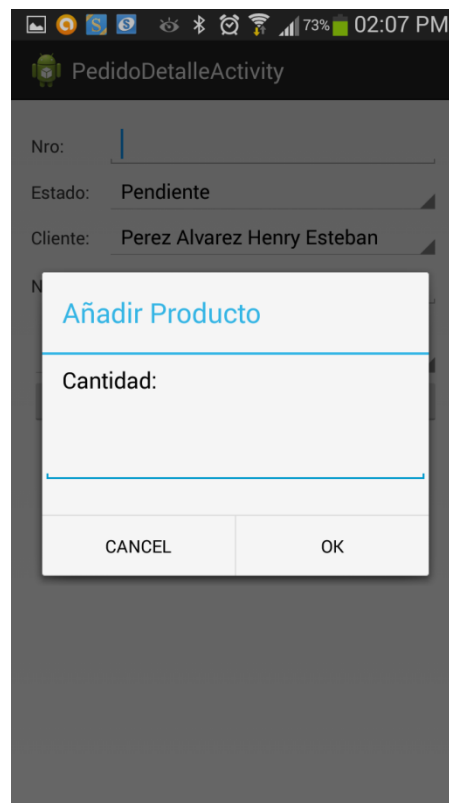 73% 02:07 PM
PedidoDetalleActivity
Nro:
Estado: Pendiente
Cliente: Perez Alvarez Henry Esteban
N
Añadir Producto
Cantidad:
CANCEL OK